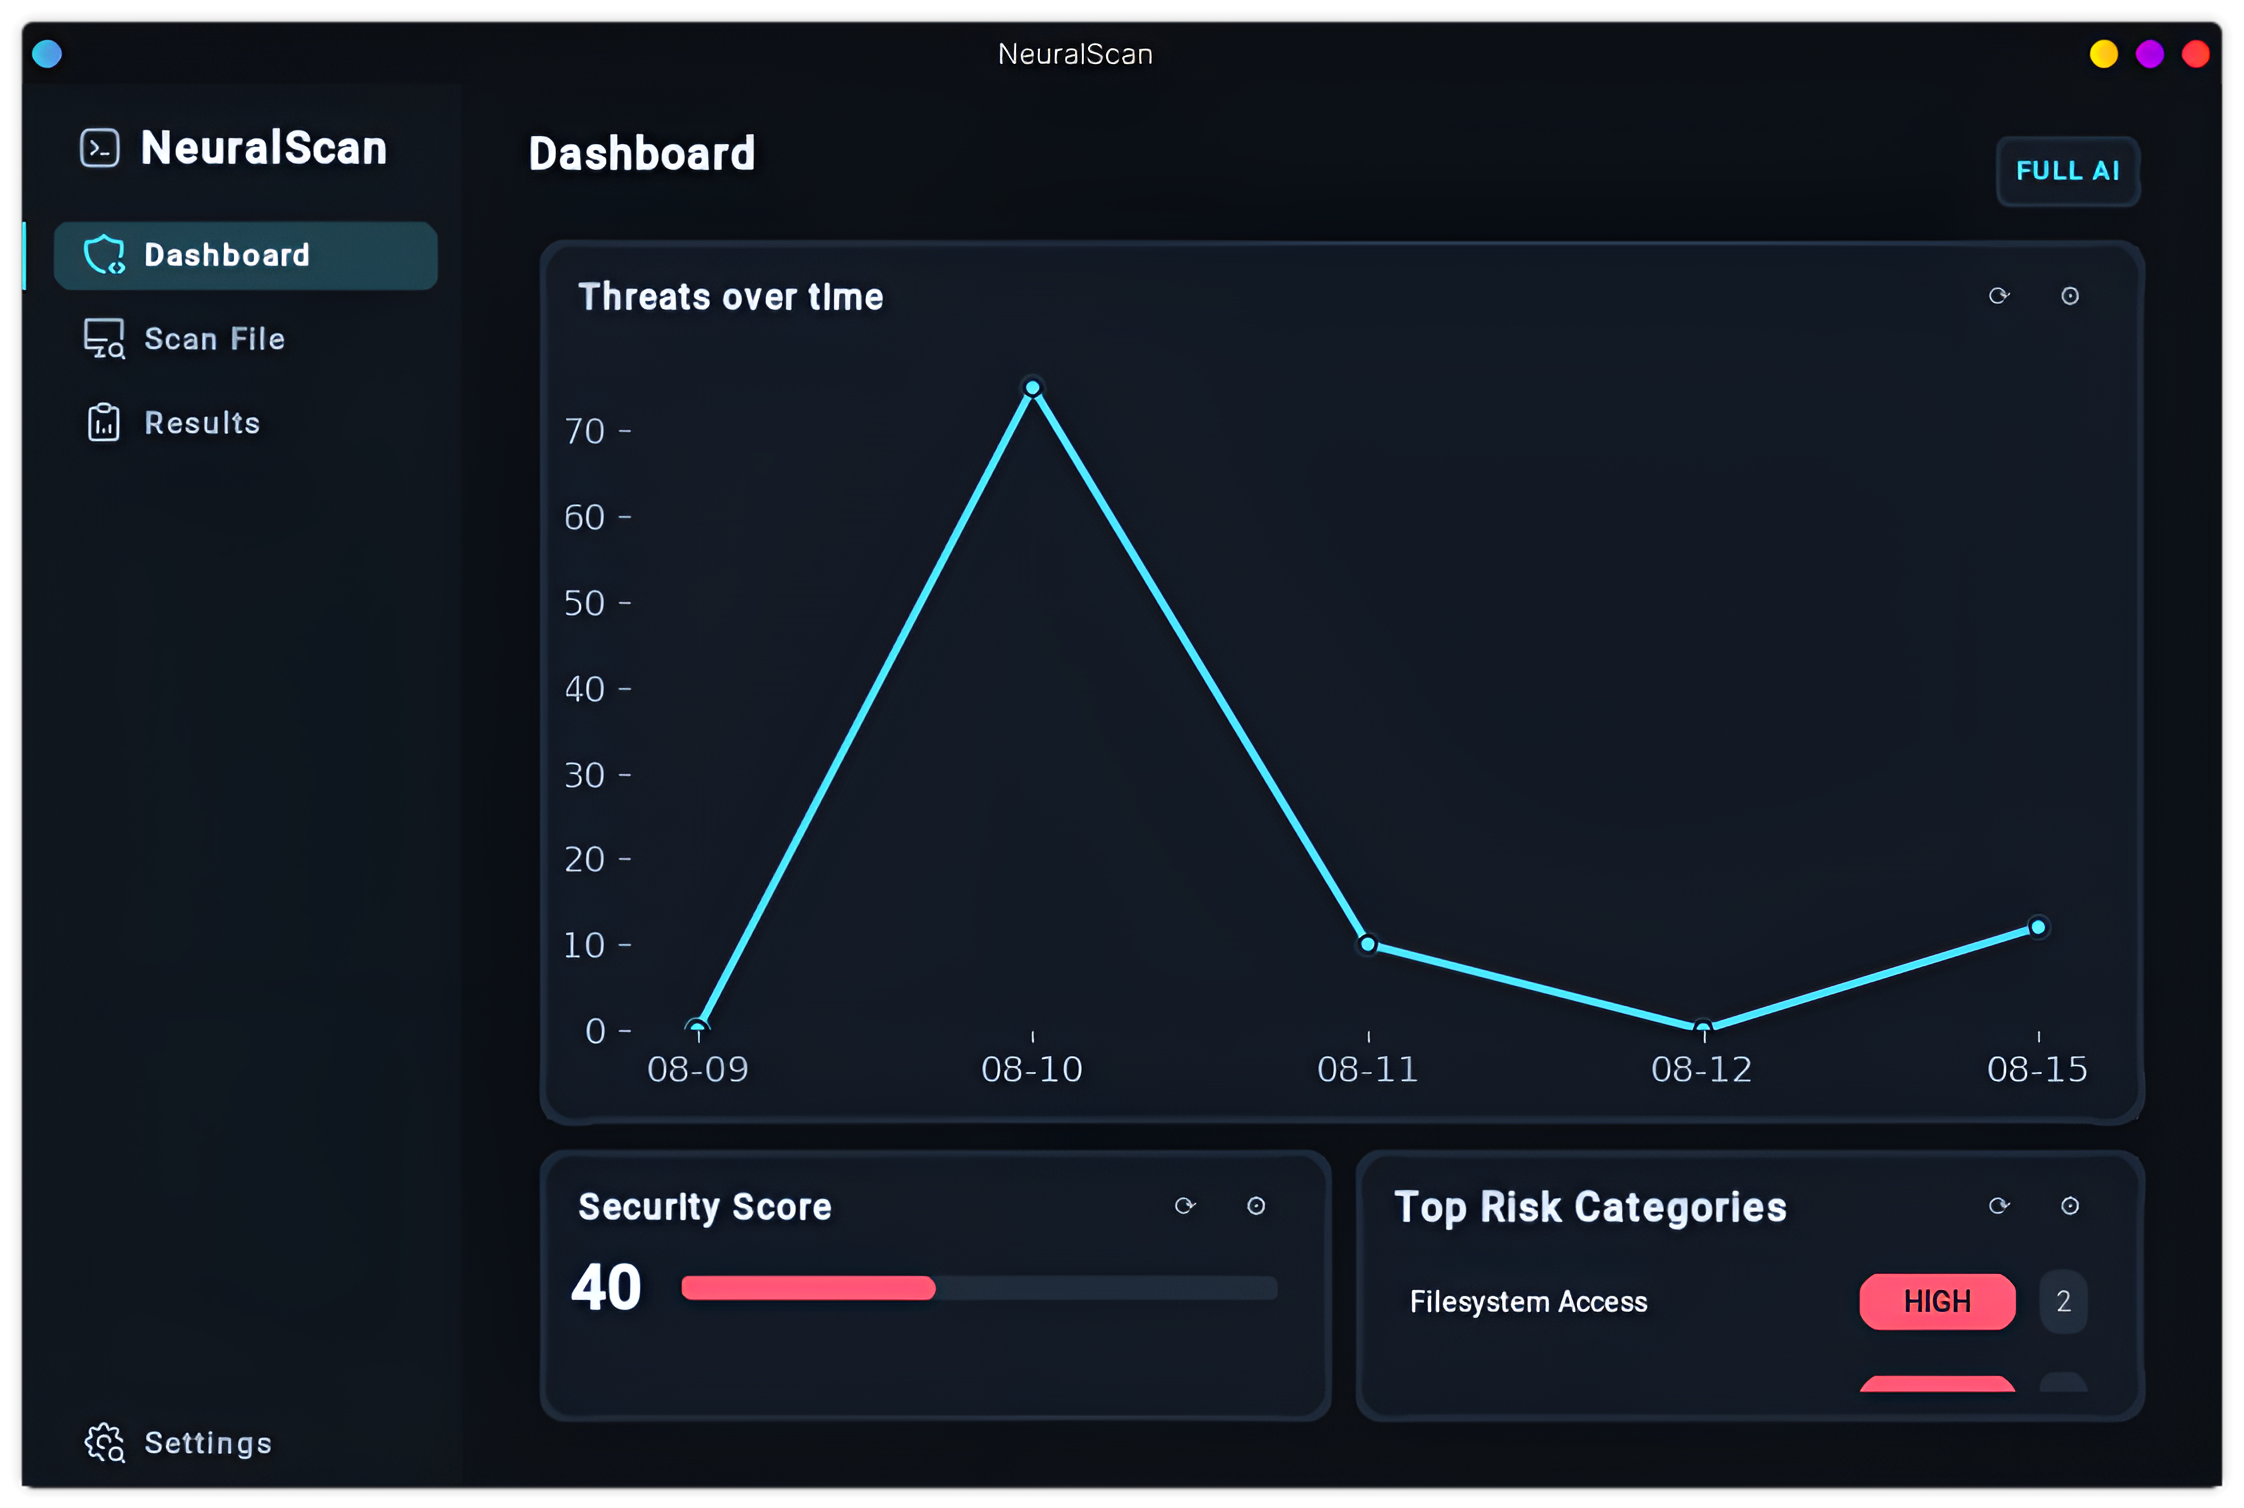 NeuralScan
NeuralScan
Dashboard
FULL AI
Dashboard
Scan File
Results
Settings
Threats over tIme
70
60
50
40
30
20
10
0
08-09
08-10
08-11
08-12
08-15
SecurIty Score
40
Top Risk Categories
Filesystem Access
HIGH
2